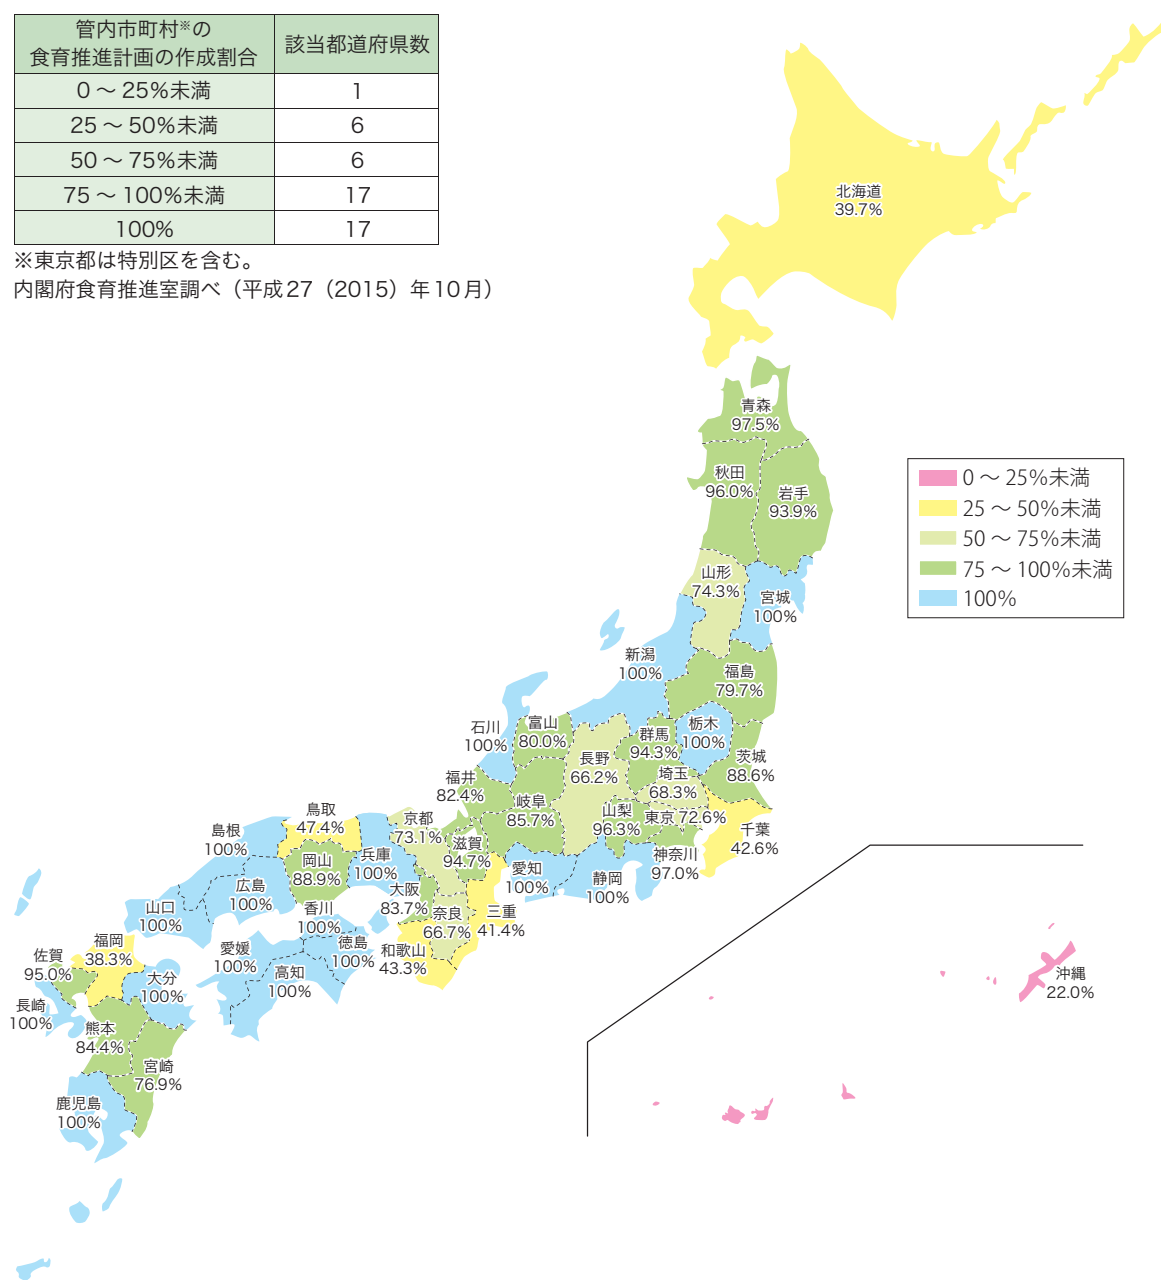 管内市町村※の
食育推進計画の作成割合
該当都道府県数
0～25％未満
1
25～50％未満
6
50～75％未満
6
75～100％未満
17
100％
17
※東京都は特別区を含む。
内閣府食育推進室調べ（平成27（2015）年10月）
北海道
39.7%
青森
97.5%
秋田
96.0%
岩手
93.9%
0～25％未満
25～50％未満
50～75％未満
75～100％未満
100％
山形
74.3%
宮城
100%
新潟
100%
福島
79.7%
石川
100%
富山
80.0%
群馬
94.3%
栃木
100%
長野
66.2%
茨城
88.6%
福井
82.4%
埼玉
68.3%
岐阜
85.7%
山梨
96.3%
東京 72.6%
千葉
42.6%
鳥取
47.4%
京都
73.1%
島根
100%
滋賀
94.7%
神奈川
97.0%
岡山
88.9%
兵庫
100%
愛知
100%
静岡
100%
広島
100%
大阪
83.7%
山口
100%
香川
100%
奈良
66.7%
三重
41.4%
福岡
38.3%
愛媛
100%
徳島
100%
和歌山
43.3%
佐賀
95.0%
大分
100%
高知
100%
沖縄
22.0%
長崎
100%
熊本
84.4%
宮崎
76.9%
鹿児島
100%